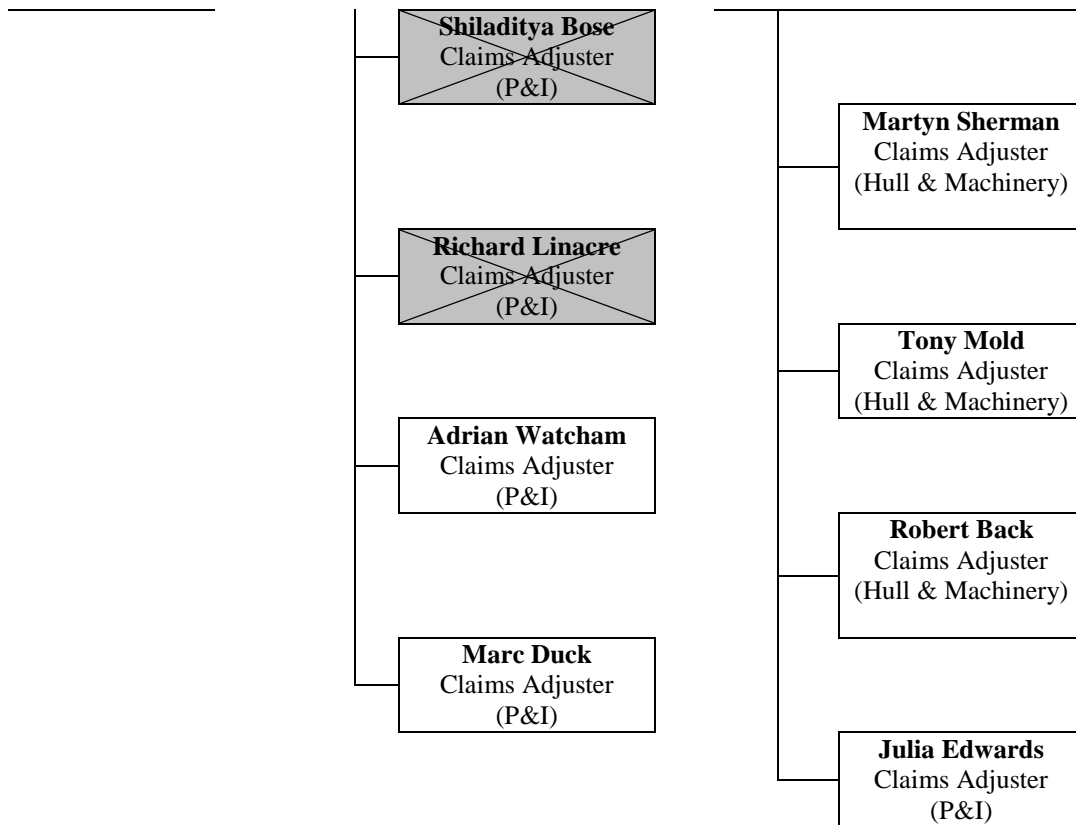 Shiladitya Bose
Claims Adjuster
(P&I)
Richard Linacre
Claims Adjuster
(P&I)
Adrian Watcham
Claims Adjuster
(P&I)
Marc Duck
Claims Adjuster
(P&I)
Martyn Sherman
Claims Adjuster
(Hull & Machinery)
Tony Mold
Claims Adjuster
(Hull & Machinery)
Robert Back
Claims Adjuster
(Hull & Machinery)
Julia Edwards
Claims Adjuster
(P&I)